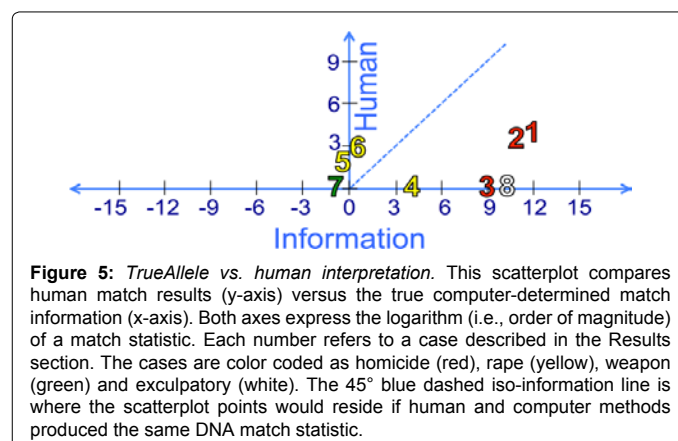 9
6
3
Human
6
5
7
4
3
8
2
1
-15 -12 -9 -6 -3 0 3 6 9 12 15
Information
Figure 5: TrueAllele vs. human interpretation. This scatterplot compares
human match results (y-axis) versus the true computer-determined match
information (x-axis). Both axes express the logarithm (i.e., order of magnitude)
of a match statistic. Each number refers to a case described in the Results
section. The cases are color coded as homicide (red), rape (yellow), weapon
(green) and exculpatory (white). The 45° blue dashed iso-information line is
where the scatterplot points would reside if human and computer methods
produced the same DNA match statistic.